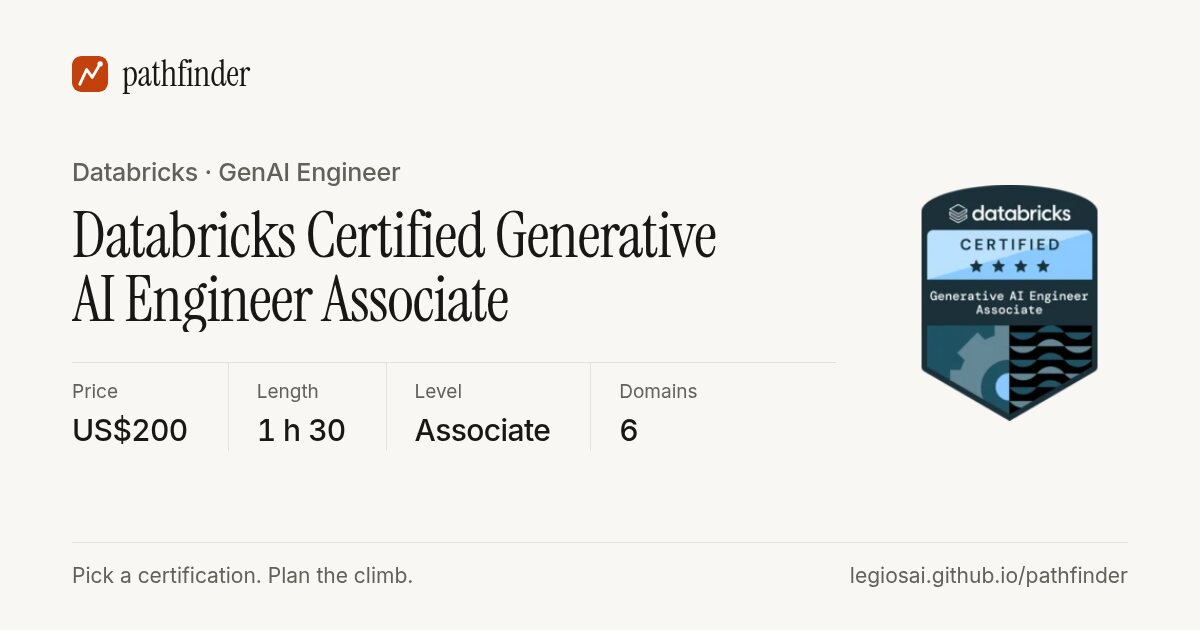 pathfinder
Databricks · GenAI Engineer
Databricks Certified Generative
AI Engineer Associate
Price
US$200
Length
1 h 30
Level
Associate
Domains
6
databricks
CERTIFIED
Generative AI Engineer
Associate
Pick a certification. Plan the climb.
legiosai.github.io/pathfinder